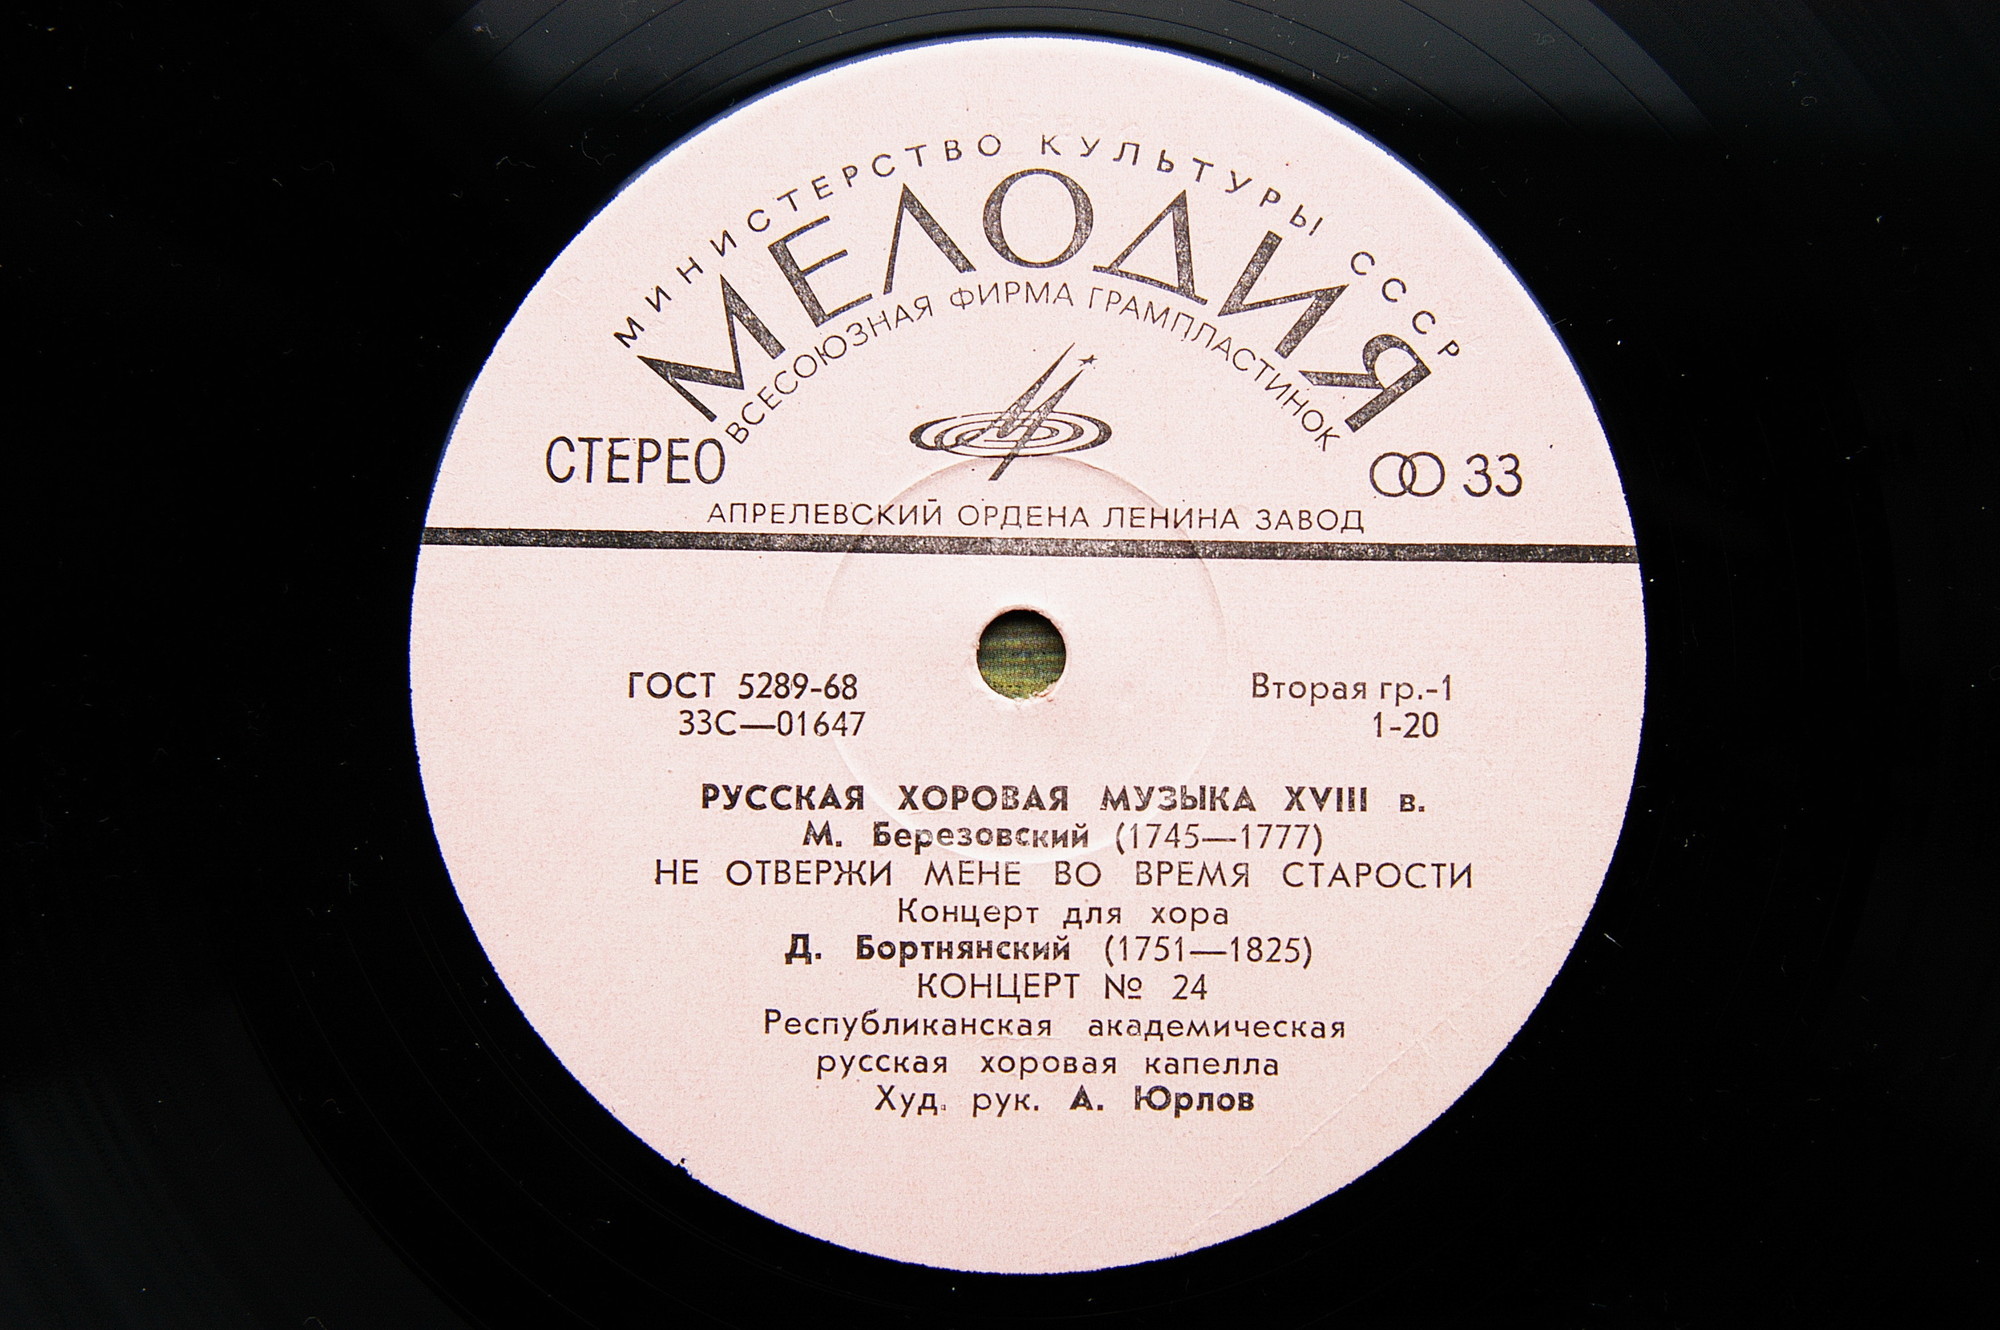 МИНИСТЕРСТВО КУЛЬТУРЫ СССР
МЕЛОДИЯ
ВСЕСОЮЗНАЯ ФИРМА ГРАМПЛАСТИНОК
СТЕРЕО
33
АПРЕЛЕВСКИЙ ОРДЕНА ЛЕНИНА ЗАВОД
ГОСТ 5289-68
Вторая гр.-1
33С—01647
1-20
РУССКАЯ ХОРОВАЯ МУЗЫКА XVIII в.
М. Березовский (1745—1777)
НЕ ОТВЕРЖИ МЕНЕ ВО ВРЕМЯ СТАРОСТИ
Концерт для хора
Д. Бортнянский (1751—1825)
КОНЦЕРТ № 24
Республиканская академическая
русская хоровая капелла
Худ. рук. А. Юрлов